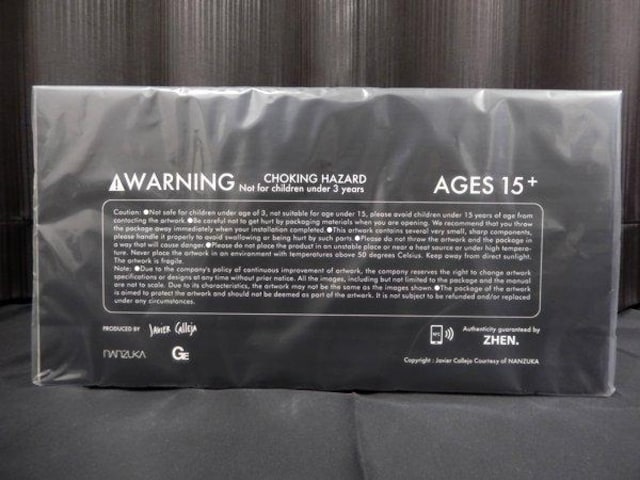 WARNING
CHOKING HAZARD
Not for children under 3 years
AGES 15+
Caution: ●Not safe for children under age of 3, not suitable for age under 15, please avoid children under 15 years of age from
contacting the artwork. ●Be careful not to get hurt by packaging materials when you are opening. We recommend that you throw
the package away immediately when your installation completed. ●This artwork contains several very small, sharp components,
please handle it properly to avoid swallowing or being hurt by such parts. ●Please do not throw the artwork and the package in
a way that will cause danger. ●Please do not place the product in an unstable place or near a heat source or under high tempera-
ture. Never place the artwork in an environment with temperatures above 50 degrees Celsius. Keep away from direct sunlight.
The artwork is fragile.
Note: ●Due to the company's policy of continuous improvement of artwork, the company reserves the right to change artwork
specifications or designs at any time without prior notice. All the images, including but not limited to the package and the manual
are not to scale. Due to its characteristics, the artwork may not be the same as the images shown. ●The package of the artwork
is aimed to protect the artwork and should not be deemed as part of the artwork. It is not subject to be refunded and/or replaced
under any circumstances.
PRODUCED BY Javier Calleja
NANZUKA GE
NFC
Authenticity guaranteed by
ZHEN.
Copyright : Javier Calleja Courtesy of NANZUKA